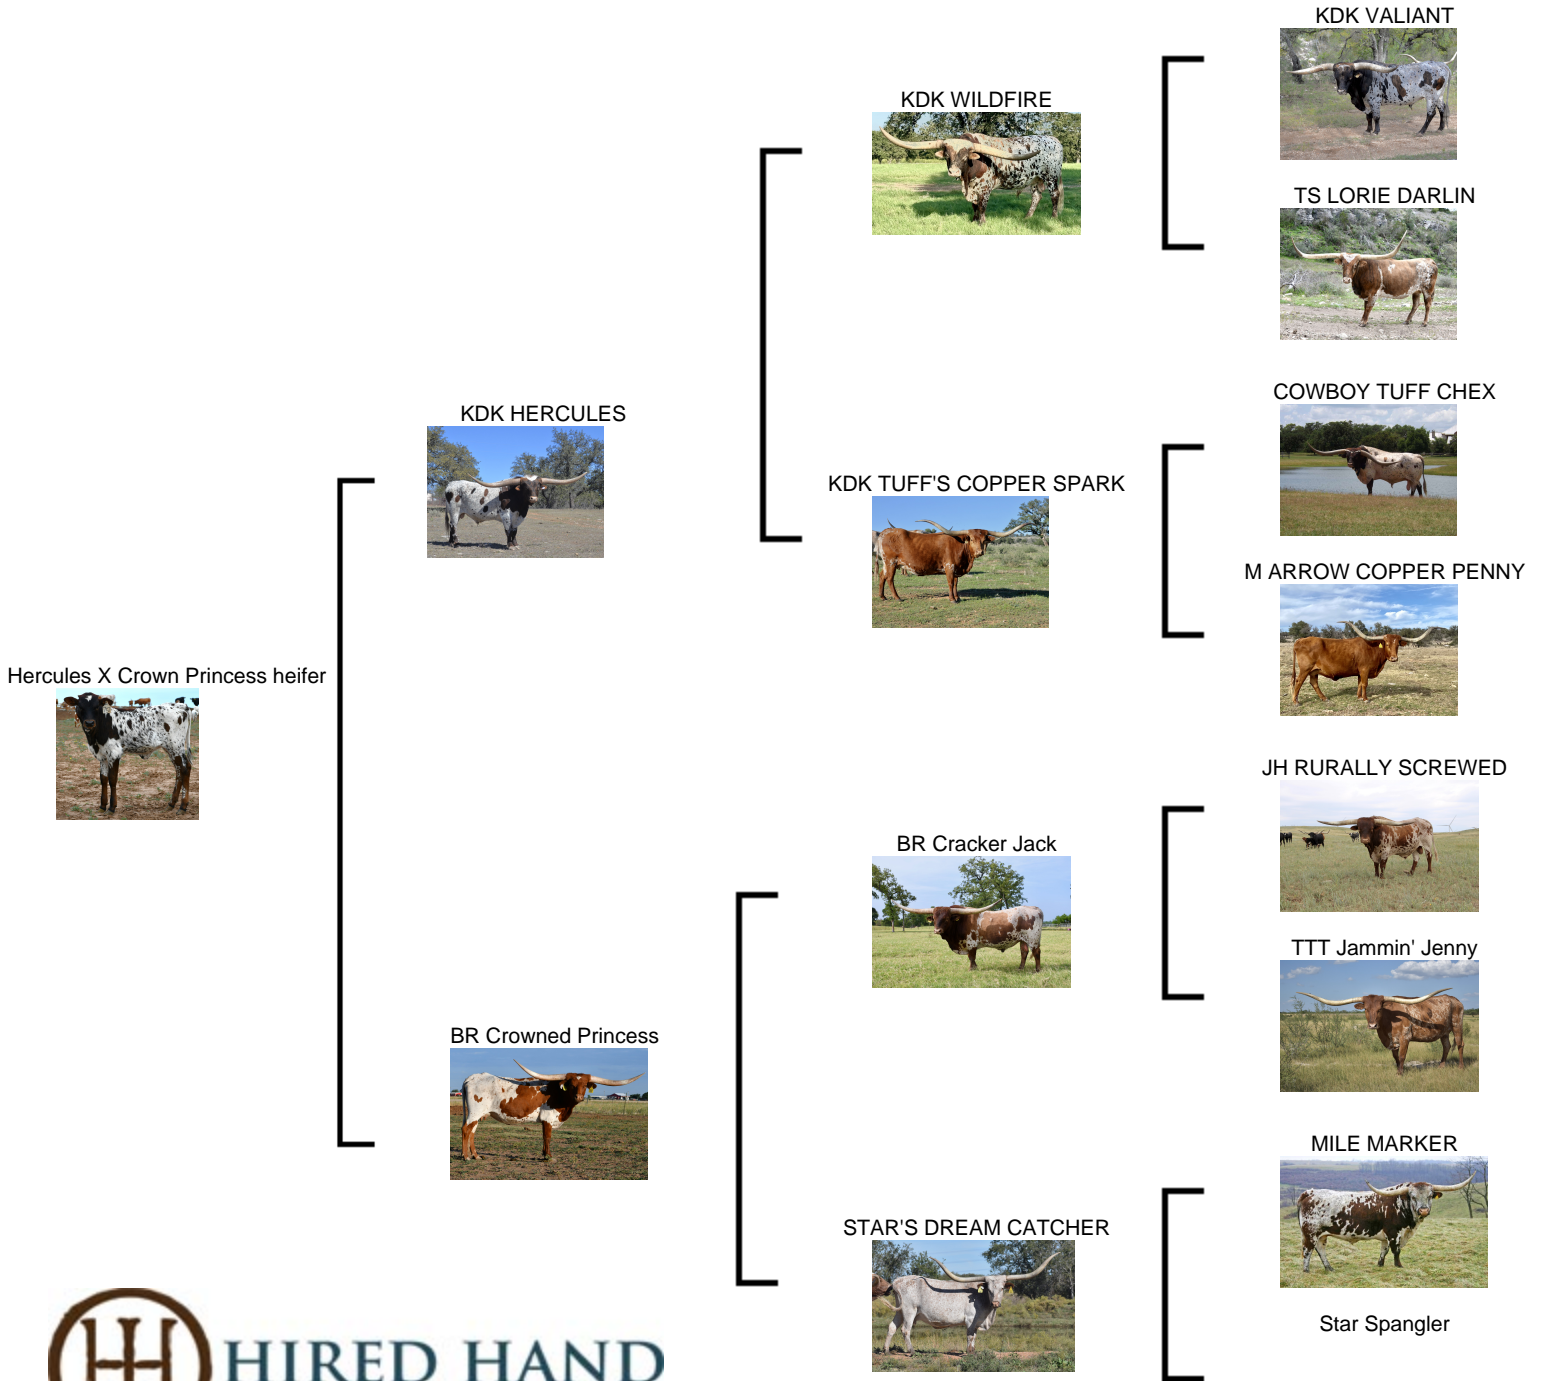 KDK VALIANT
KDK WILDFIRE
TS LORIE DARLIN
COWBOY TUFF CHEX
KDK HERCULES
KDK TUFF'S COPPER SPARK
M ARROW COPPER PENNY
Hercules X Crown Princess heifer
JH RURALLY SCREWED
BR Cracker Jack
TTT Jammin' Jenny
BR Crowned Princess
MILE MARKER
STAR'S DREAM CATCHER
Star Spangler
HIRED HAND